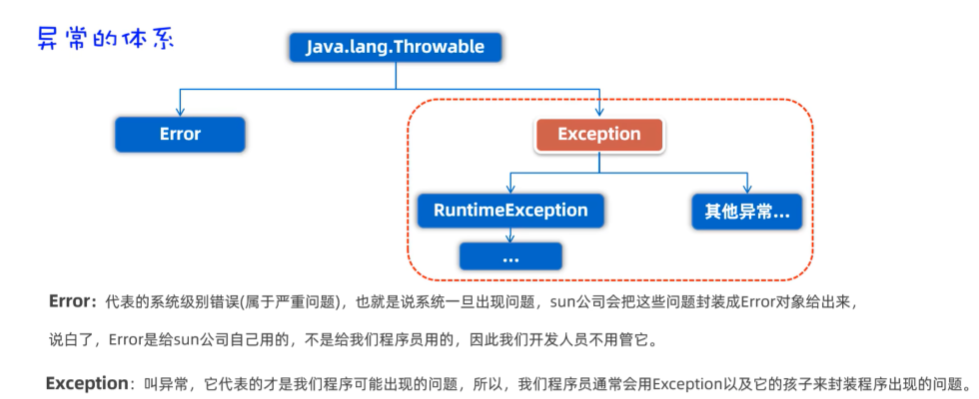 异常的体系
Java.lang.Throwable
Error
Exception
RuntimeException
其他异常...
...
Error：代表的系统级别错误(属于严重问题)，也就是说系统一旦出现问题，sun公司会把这些问题封装成Error对象给出来，
说白了，Error是给sun公司自己用的，不是给我们程序员用的，因此我们开发人员不用管它。
Exception：叫异常，它代表的才是我们程序可能出现的问题，所以，我们程序员通常会用Exception以及它的孩子来封装程序出现的问题。